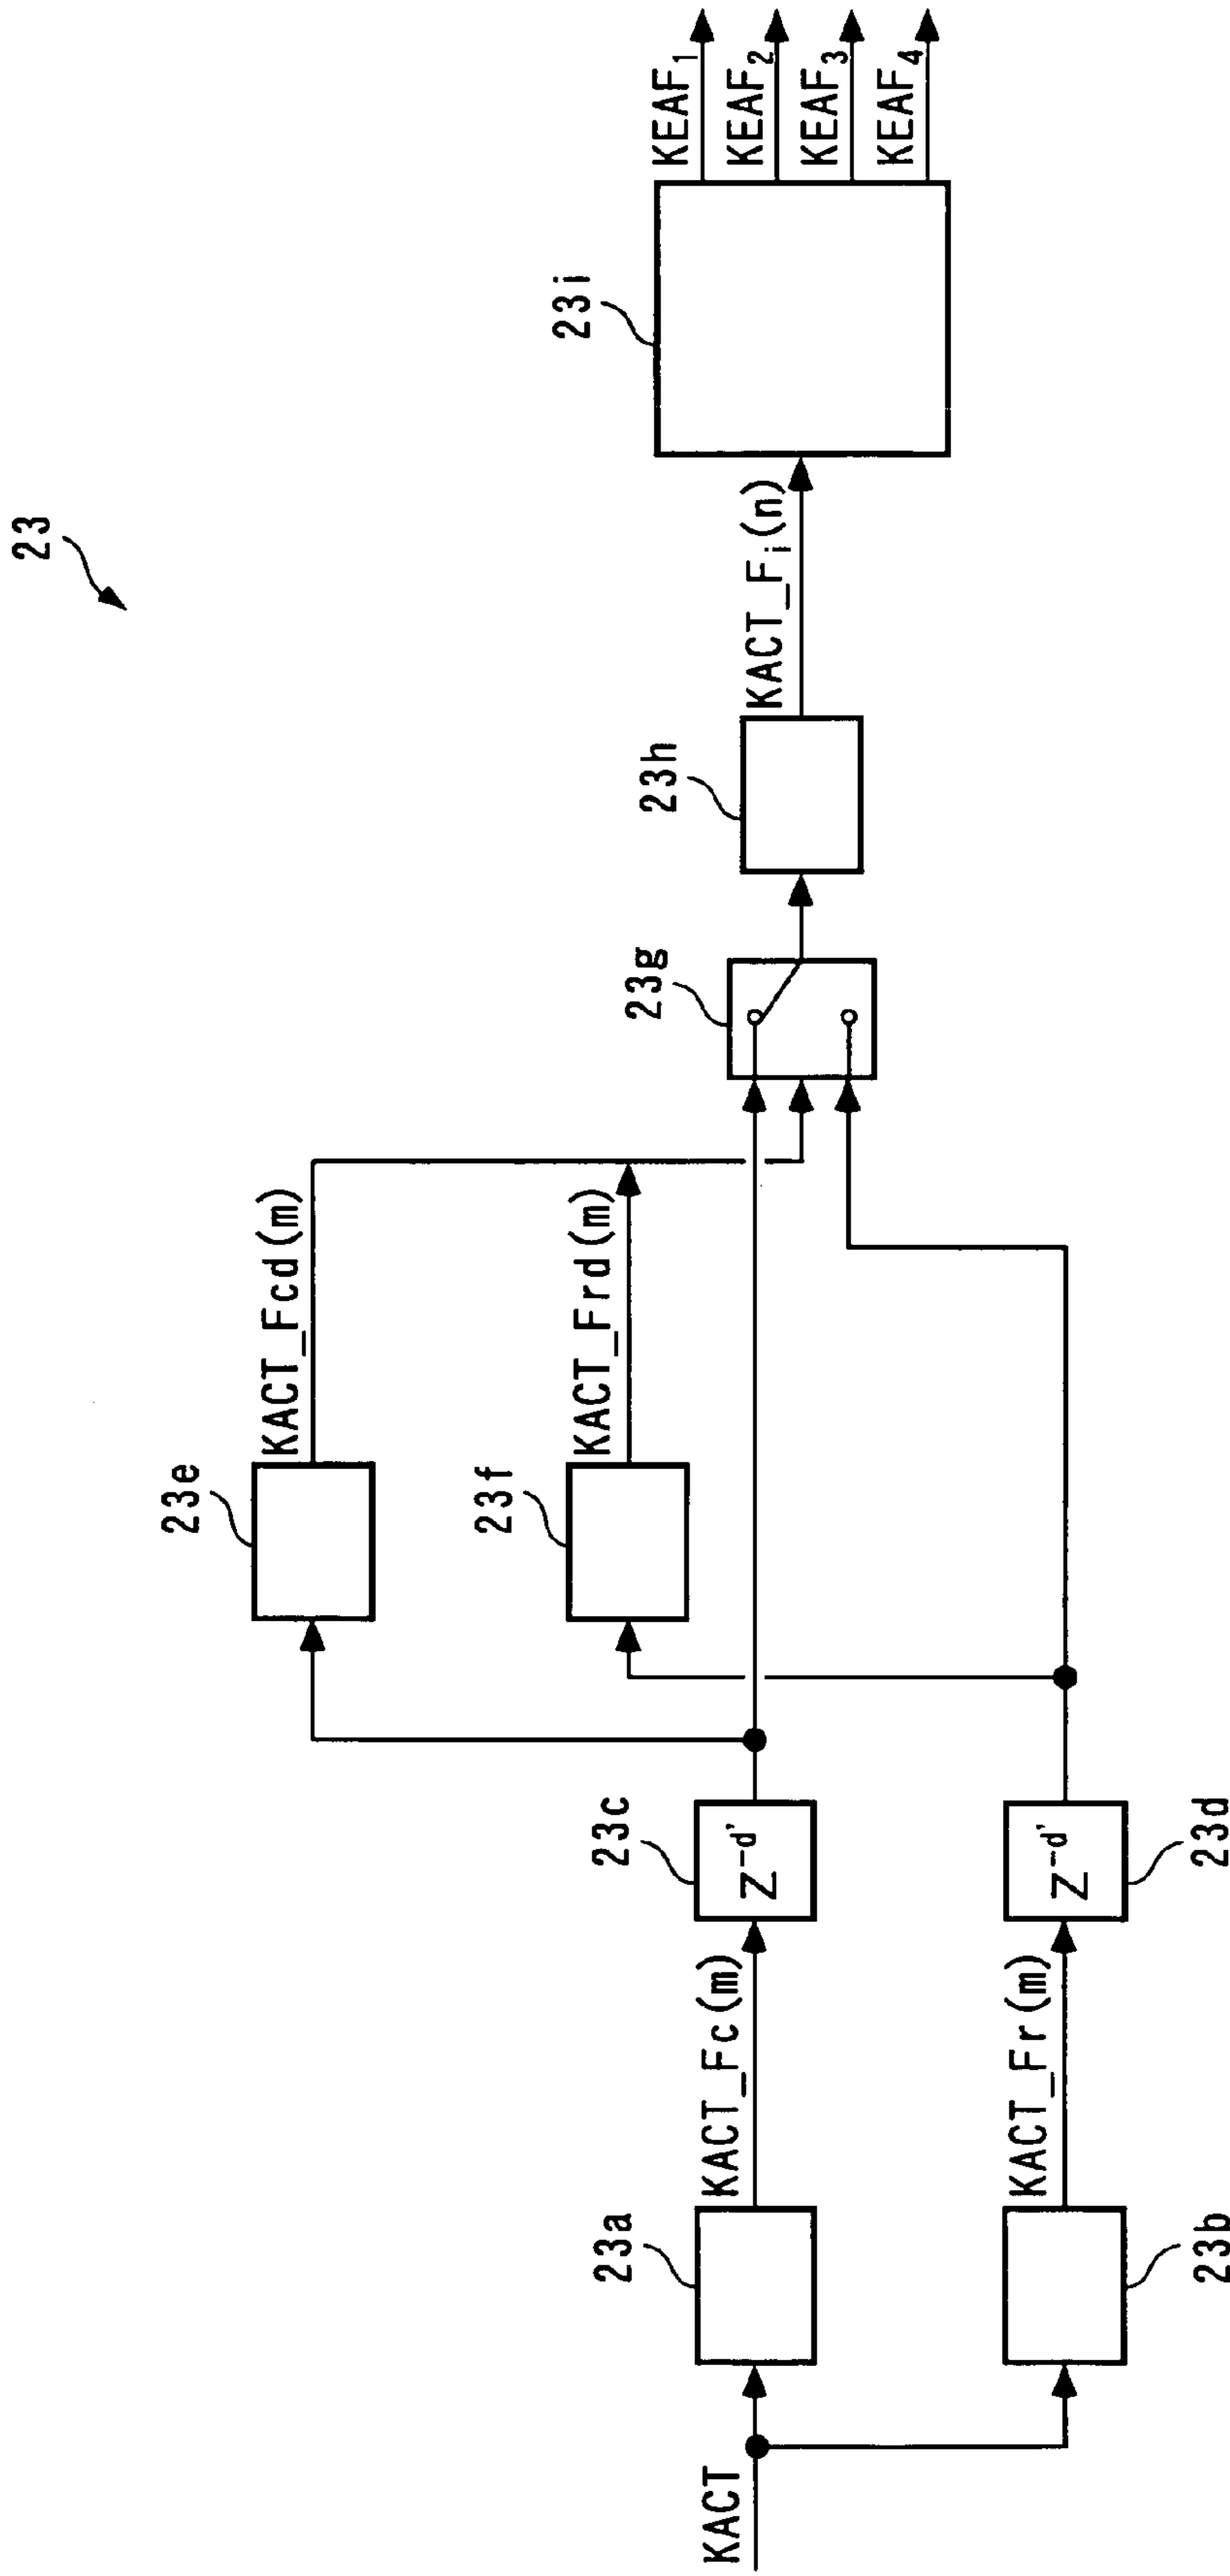 23
KACT
23a
KACT_Fc(m)
23c
Z-d'
23b
KACT_Fr(m)
23d
Z-d'
23e
KACT_Fcd(m)
23f
KACT_Frd(m)
23g
23h
KACT_Fi(n)
23i
KEAF1
KEAF2
KEAF3
KEAF4